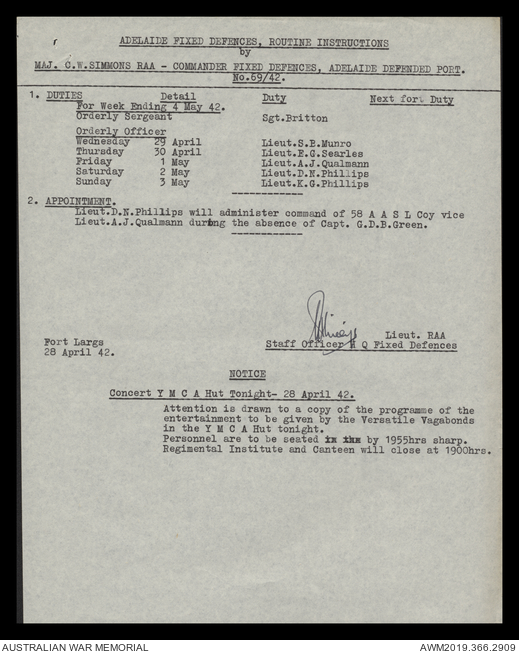 ADELAIDE FIXED DEFENCES, ROUTINE INSTRUCTIONS
by
MAJ. C.W.SIMMONS RAA - COMMANDER FIXED DEFENCES, ADELAIDE DEFENDED PORT.
No.69/42.
1. DUTIES Detail Duty Next for Duty
For Week Ending 4 May 42.
Orderly Sergeant Sgt.Britton
Orderly Officer
Wednesday 29 April Lieut.S.B.Munro
Thursday 30 April Lieut.E.G.Searles
Friday 1 May Lieut.A.J.Qualmann
Saturday 2 May Lieut.D.N.Phillips
Sunday 3 May Lieut.K.G.Phillips
2. APPOINTMENT.
Lieut.D.N.Phillips will administer command of 58 A A S L Coy vice
Lieut.A.J.Qualmann during the absence of Capt. G.D.B.Green.
Lieut. RAA
Fort Largs Staff Officer H Q Fixed Defences
28 April 42.
NOTICE
Concert Y M C A Hut Tonight- 28 April 42.
Attention is drawn to a copy of the programme of the
entertainment to be given by the Versatile Vagabonds
in the Y M C A Hut tonight.
Personnel are to be seated by 1955hrs sharp.
Regimental Institute and Canteen will close at 1900hrs.
AUSTRALIAN WAR MEMORIAL AWM2019.366.2909